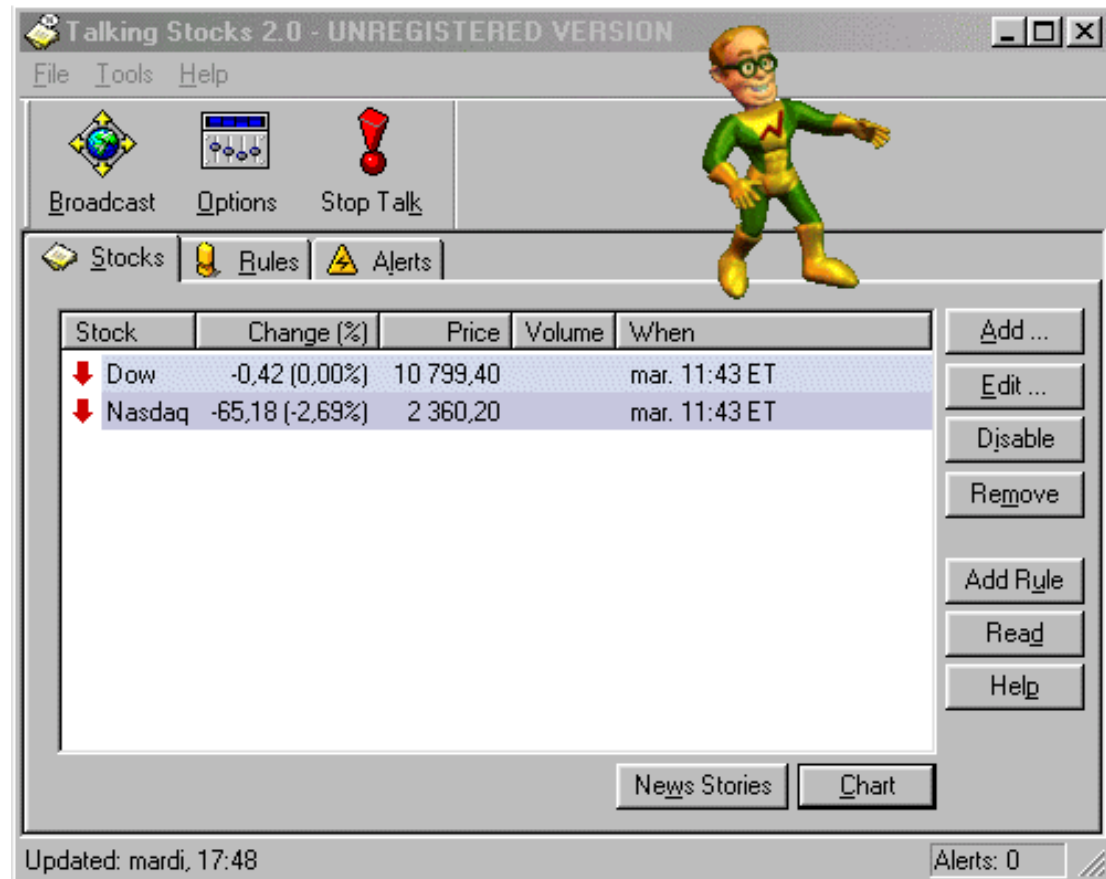 Talking Stocks 2.0 - UNREGISTERED VERSION
File Tools Help
Broadcast Options Stop Talk
Stocks Rules Alerts
Stock Change (%) Price Volume When
Dow -0,42 (0,00%) 10 799,40 mar. 11:43 ET
Nasdaq -65,18 (-2,69%) 2 360,20 mar. 11:43 ET
Add ...
Edit ...
Disable
Remove
Add Rule
Read
Help
News Stories Chart
Updated: mardi, 17:48 Alerts: 0